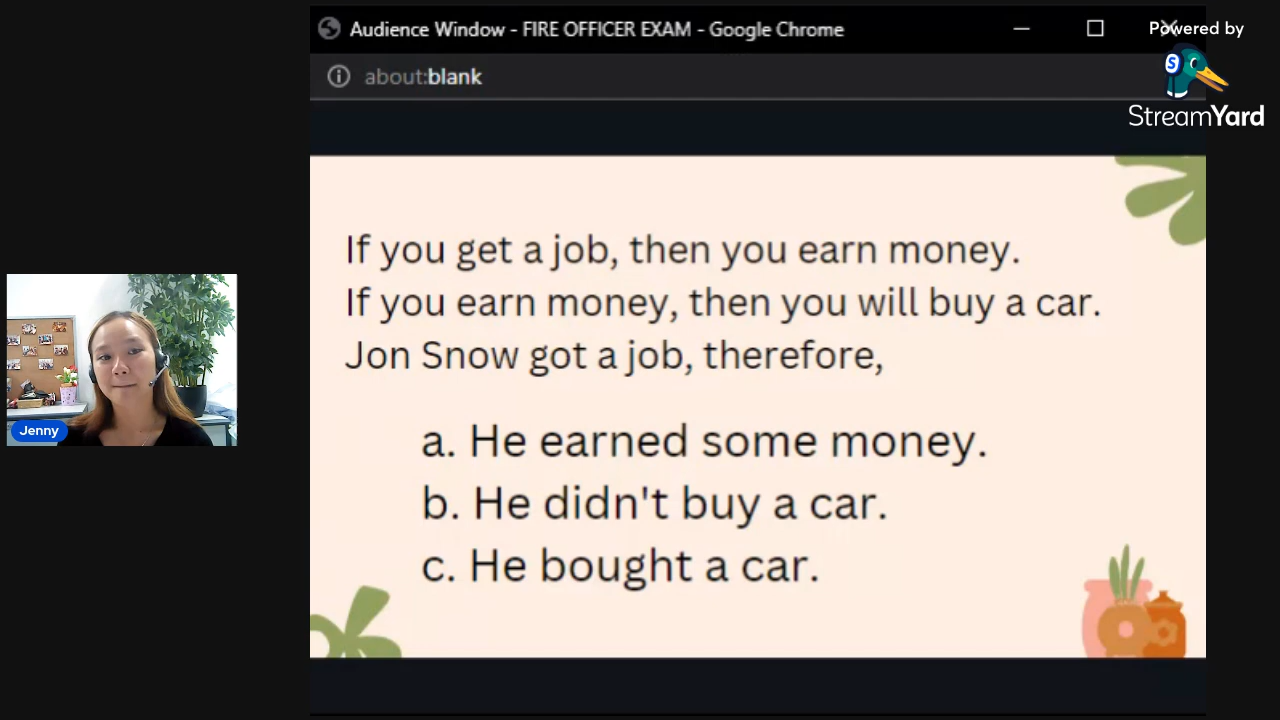 Audience Window - FIRE OFFICER EXAM - Google Chrome
Powered by
about:blank
S
StreamYard
If you get a job, then you earn money.
If you earn money, then you will buy a car.
Jon Snow got a job, therefore,
a. He earned some money.
b. He didn't buy a car.
c. He bought a car.
Jenny